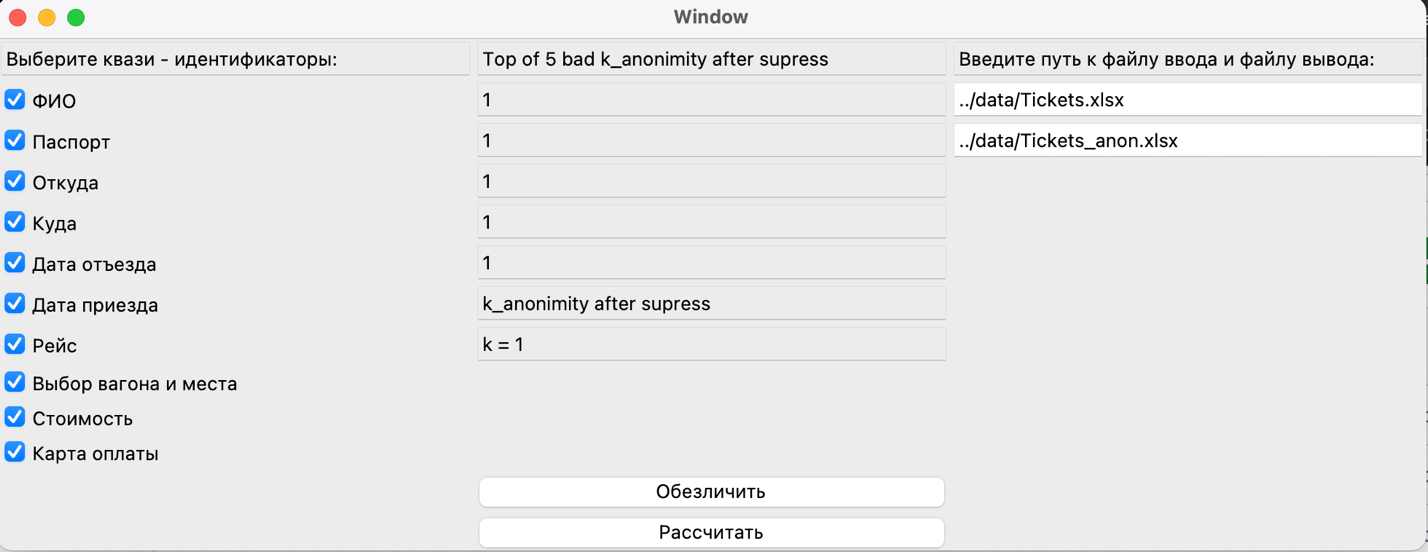 Window
Выберите квази - идентификаторы:
Top of 5 bad k_anonimity after supress
Введите путь к файлу ввода и файлу вывода:
ФИО
1
../data/Tickets.xlsx
Паспорт
1
../data/Tickets_anon.xlsx
Откуда
1
Куда
1
Дата отъезда
1
Дата приезда
k_anonimity after supress
Рейс
k = 1
Выбор вагона и места
Стоимость
Карта оплаты
Обезличить
Рассчитать